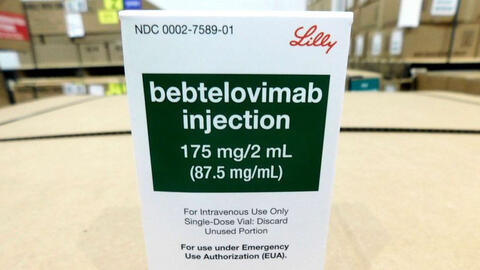 NDC 0002-7589-01
Lilly
bebtelovimab
injection
175 mg/2 mL
(87.5 mg/mL)
For Intravenous Use Only
Single-Dose Vial: Discard
Unused Portion
For use under Emergency
Use Authorization (EUA).